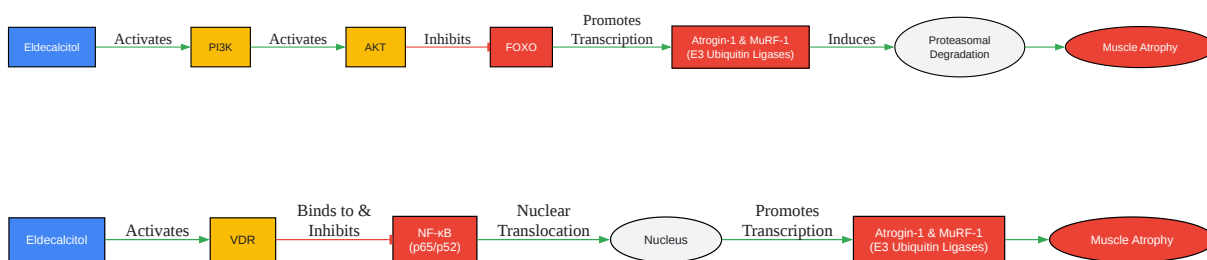 Eldecalcitol
Activates
PI3K
Activates
AKT
Inhibits
FOXO
Promotes
Transcription
Atrogin-1 & MuRF-1
(E3 Ubiquitin Ligases)
Induces
Proteasomal
Degradation
Muscle Atrophy
Eldecalcitol
Activates
VDR
Binds to &
Inhibits
NF-κB
(p65/p52)
Nuclear
Translocation
Nucleus
Promotes
Transcription
Atrogin-1 & MuRF-1
(E3 Ubiquitin Ligases)
Muscle Atrophy